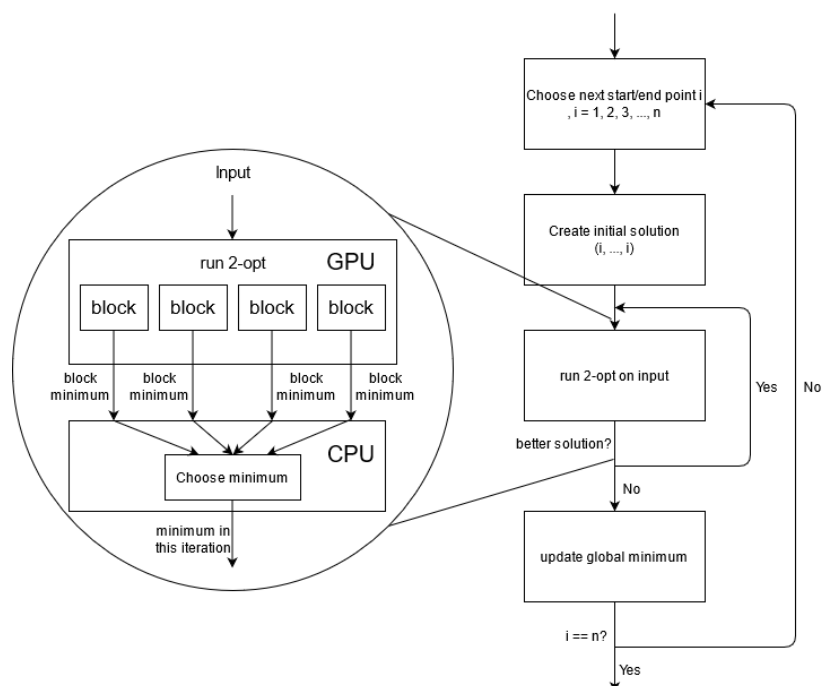 Choose next start/end point i
, i = 1, 2, 3, ..., n
Create initial solution
(i, ..., i)
run 2-opt on input
Yes
No
better solution?
No
update global minimum
i == n?
Yes
Input
run 2-opt
GPU
block
block
block
block
block
minimum
block
minimum
block
minimum
block
minimum
CPU
Choose minimum
minimum in
this iteration